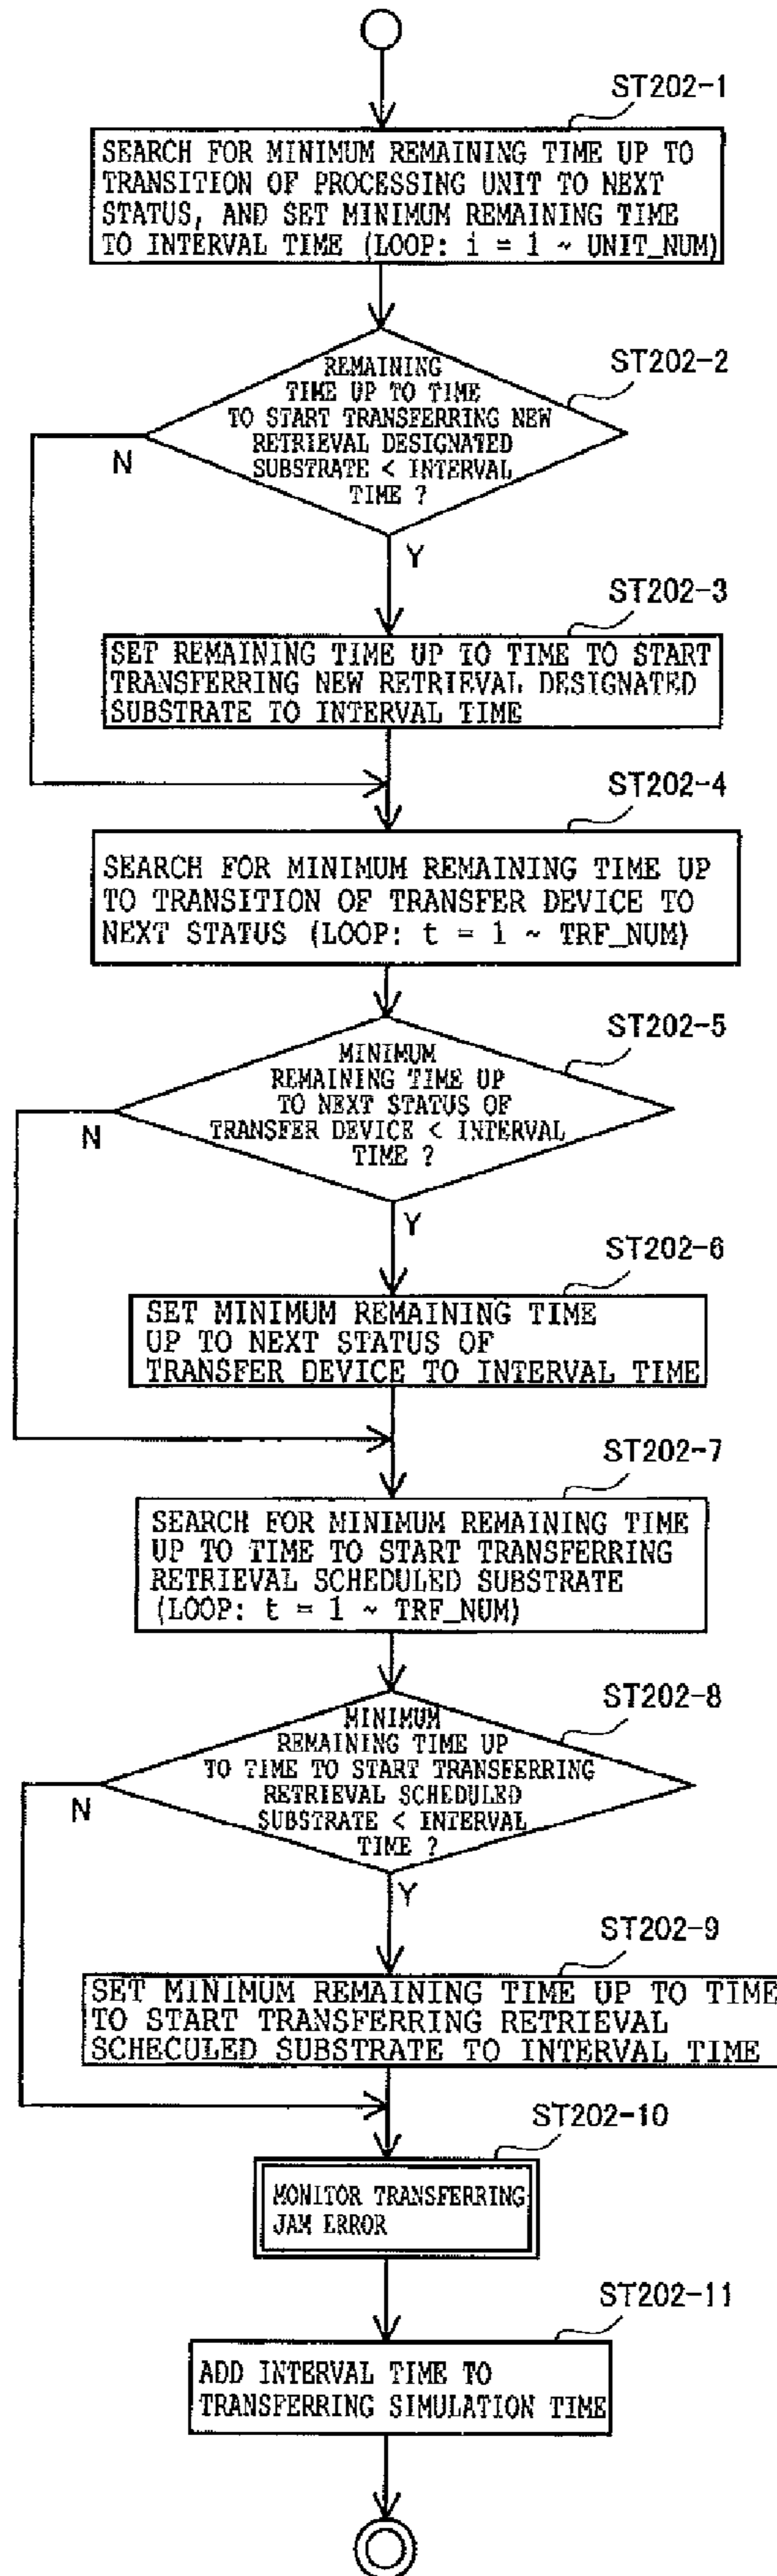 ST202-1
SEARCH FOR MINIMUM REMAINING TIME UP TO
TRANSITION OF PROCESSING UNIT TO NEXT
STATUS, AND SET MINIMUM REMAINING TIME
TO INTERVAL TIME (LOOP: i = 1 ~ UNIT_NUM)
ST202-2
REMAINING
TIME UP TO TIME
TO START TRANSFERRING NEW
RETRIEVAL DESIGNATED
SUBSTRATE < INTERVAL
TIME ?
N
Y
ST202-3
SET REMAINING TIME UP TO TIME TO START
TRANSFERRING NEW RETRIEVAL DESIGNATED
SUBSTRATE TO INTERVAL TIME
ST202-4
SEARCH FOR MINIMUM REMAINING TIME UP
TO TRANSITION OF TRANSFER DEVICE TO
NEXT STATUS (LOOP: t = 1 ~ TRF_NUM)
ST202-5
MINIMUM
REMAINING TIME UP
TO NEXT STATUS OF
TRANSFER DEVICE < INTERVAL
TIME ?
N
Y
ST202-6
SET MINIMUM REMAINING TIME
UP TO NEXT STATUS OF
TRANSFER DEVICE TO INTERVAL TIME
ST202-7
SEARCH FOR MINIMUM REMAINING TIME
UP TO TIME TO START TRANSFERRING
RETRIEVAL SCHEDULED SUBSTRATE
(LOOP: t = 1 ~ TRF_NUM)
ST202-8
MINIMUM
REMAINING TIME UP
TO TIME TO START TRANSFERRING
RETRIEVAL SCHEDULED
SUBSTRATE < INTERVAL
TIME ?
N
Y
ST202-9
SET MINIMUM REMAINING TIME UP TO TIME
TO START TRANSFERRING RETRIEVAL
SCHECULED SUBSTRATE TO INTERVAL TIME
ST202-10
MONITOR TRANSFERRING
JAM ERROR
ST202-11
ADD INTERVAL TIME TO
TRANSFERRING SIMULATION TIME